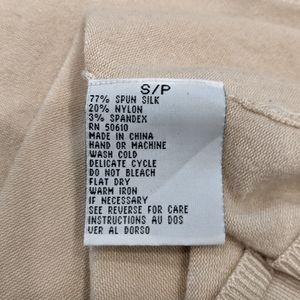 S/P
77% SPUN SILK
20% NYLON
3% SPANDEX
RN 50610
MADE IN CHINA
HAND OR MACHINE
WASH COLD
DELICATE CYCLE
DO NOT BLEACH
FLAT DRY
WARM IRON
IF NECESSARY
SEE REVERSE FOR CARE
INSTRUCTIONS AU DOS
VER AL DORSO